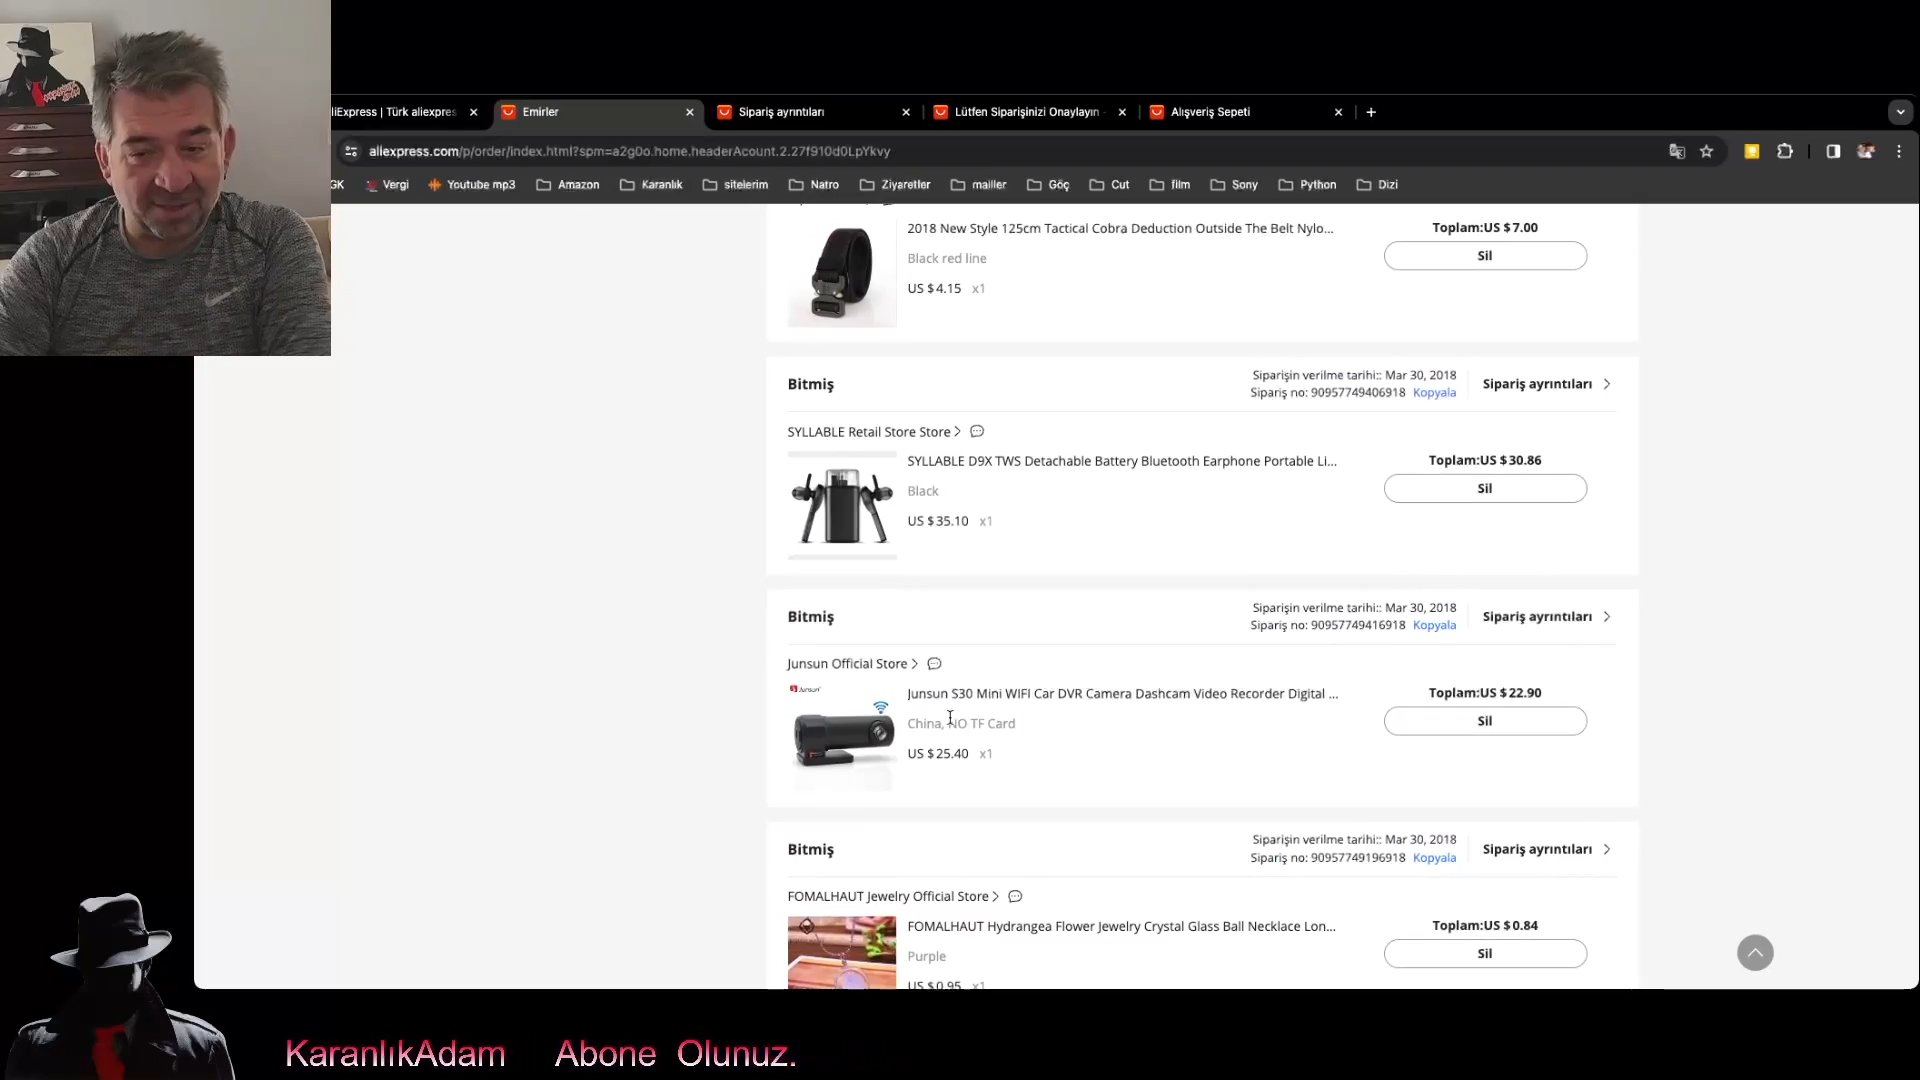 liExpress | Türk aliexpres
Emirler
Sipariş ayrıntıları
Lütfen Siparişinizi Onaylayın
Alışveriş Sepeti
aliexpress.com/p/order/index.html?spm=a2g0o.home.headerAcount.2.27f910d0LpYkvy
GK Vergi Youtube mp3 Amazon Karanlık sitelerim Natro Ziyaretler mailler Göç Cut film Sony Python Dizi
2018 New Style 125cm Tactical Cobra Deduction Outside The Belt Nylo...
Toplam:US $7.00
Black red line
Sil
US $4.15 x1
Bitmiş
Siparişin verilme tarihi:: Mar 30, 2018
Sipariş no: 90957749406918 Kopyala
Sipariş ayrıntıları
SYLLABLE Retail Store Store
SYLLABLE D9X TWS Detachable Battery Bluetooth Earphone Portable Li...
Toplam:US $30.86
Black
Sil
US $35.10 x1
Bitmiş
Siparişin verilme tarihi:: Mar 30, 2018
Sipariş no: 90957749416918 Kopyala
Sipariş ayrıntıları
Junsun Official Store
Junsun
Junsun S30 Mini WIFI Car DVR Camera Dashcam Video Recorder Digital ...
Toplam:US $22.90
China, NO TF Card
Sil
US $25.40 x1
Bitmiş
Siparişin verilme tarihi:: Mar 30, 2018
Sipariş no: 90957749196918 Kopyala
Sipariş ayrıntıları
FOMALHAUT Jewelry Official Store
FOMALHAUT Hydrangea Flower Jewelry Crystal Glass Ball Necklace Lon...
Toplam:US $0.84
Purple
Sil
US $0.95 x1
KaranlıkAdam Abone Olunuz.